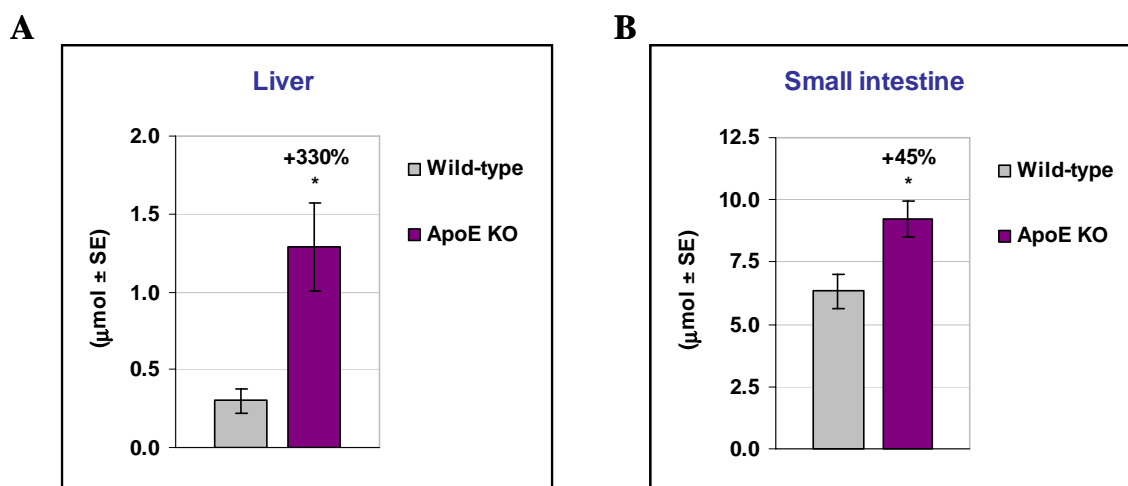 A
Liver
2.0
1.5
1.0
0.5
0.0
(μmol ± SE)
+330%
*
Wild-type
ApoE KO
B
Small intestine
12.5
10.0
7.5
5.0
2.5
0.0
(μmol ± SE)
+45%
*
Wild-type
ApoE KO